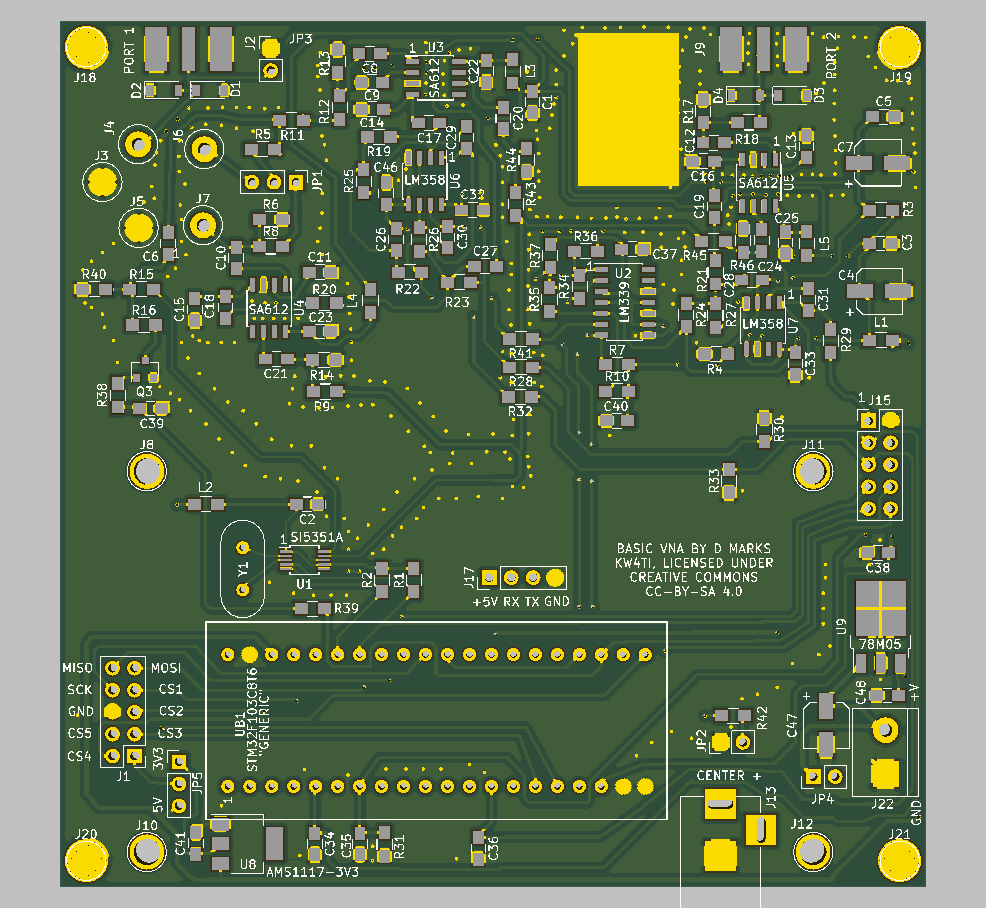 PORT 1
J18
J2
JP3
R13
C8
1
U3
C22
L3
J9
PORT 2
J19
D2
D1
R12
C9
C14
C20
C1
R17
D4
D3
C5
J4
J6
R5
R11
R19
C17
C29
R44
C12
R18
C13
C7
J3
JP1
R25
C46
LM358
1
U6
R43
C16
SA612
1
U5
+
J5
J7
R6
C32
C19
C25
R3
C6
1
R8
C10
C26
R26
C30
R37
R36
C37
R45
R46
C24
L5
C3
R40
R15
C11
R22
C27
R23
R35
R34
1
U2
LM339
R21
C28
C4
R16
C15
C18
SA612
U4
R20
C23
L4
R24
R27
LM358
1
U7
C31
+
L1
C21
R14
R9
R41
R28
R32
R7
R10
C40
R4
C33
R29
R38
Q3
C39
1
J15
J8
J11
R30
R33
L2
C2
SI5351A
1
U1
Y1
R2
R1
R39
J17
+5V RX TX GND
BASIC VNA BY D MARKS
KW4TI, LICENSED UNDER
CREATIVE COMMONS
CC-BY-SA 4.0
C38
U9
78M05
MISO
MOSI
SCK
CS1
GND
CS2
CS5
CS3
CS4
J1
3V3
5V
JP5
UB1
STM32F103C8T6
"GENERIC"
1
C48
+V
+
C47
R42
JP2
JP4
J22
GND
CENTER +
J13
J20
J10
C41
U8
AMS1117-3V3
C34
C35
R31
C36
J12
J21